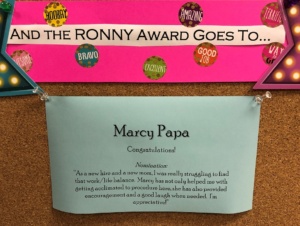 HOORAY
AMAZING
AND THE RONNY AWARD GOES TO...
BRAVO
GOOD JOB
EXCELLENT
Marcy Papa
Congratulations!
Nomination:
"As a new hire and a new mom, I was really struggling to find
that work/life balance. Marcy has not only helped me with
getting acclimated to procedures here, she has also provided
encouragement and a good laugh when needed. I'm
appreciative!"